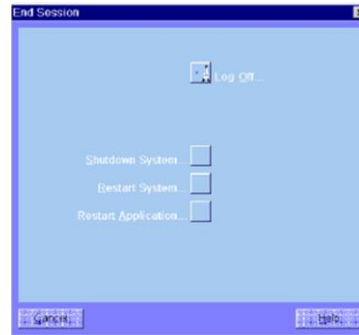 End Session
Log Off...
Shutdown System...
Restart System...
Restart Application...
Cancel
Help